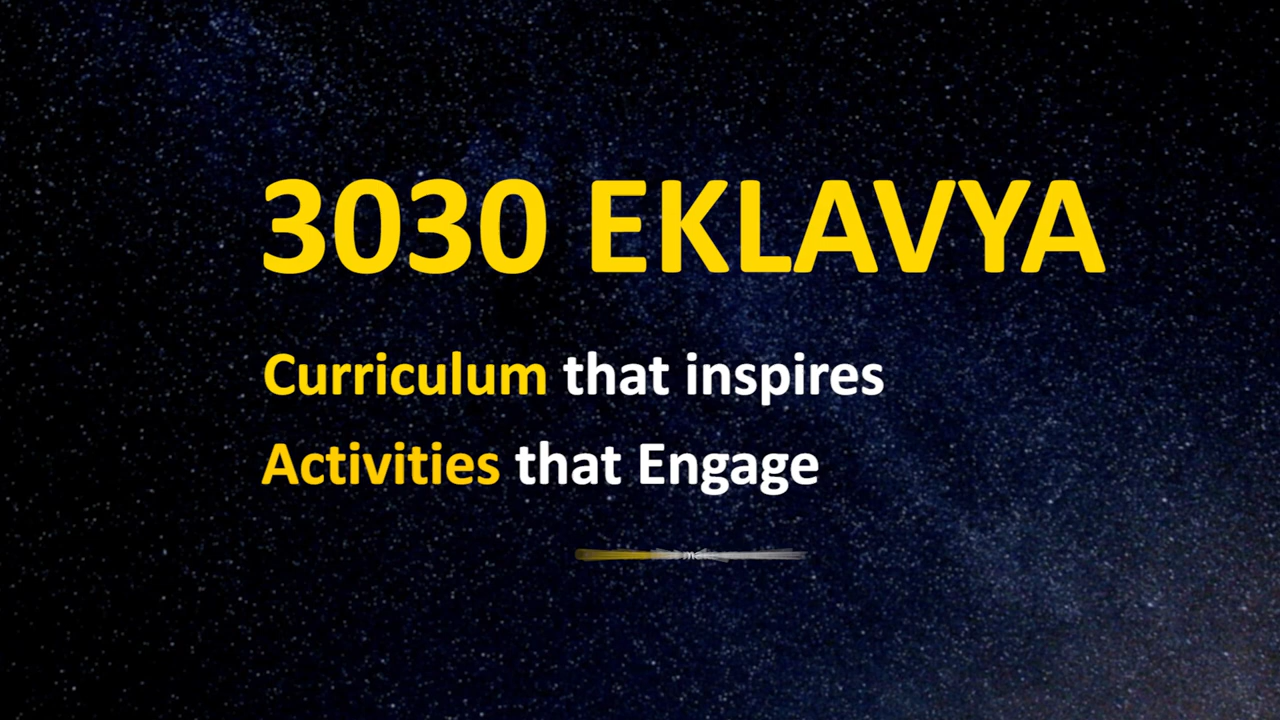 3030 EKLAVYA
Curriculum that inspires
Activities that Engage